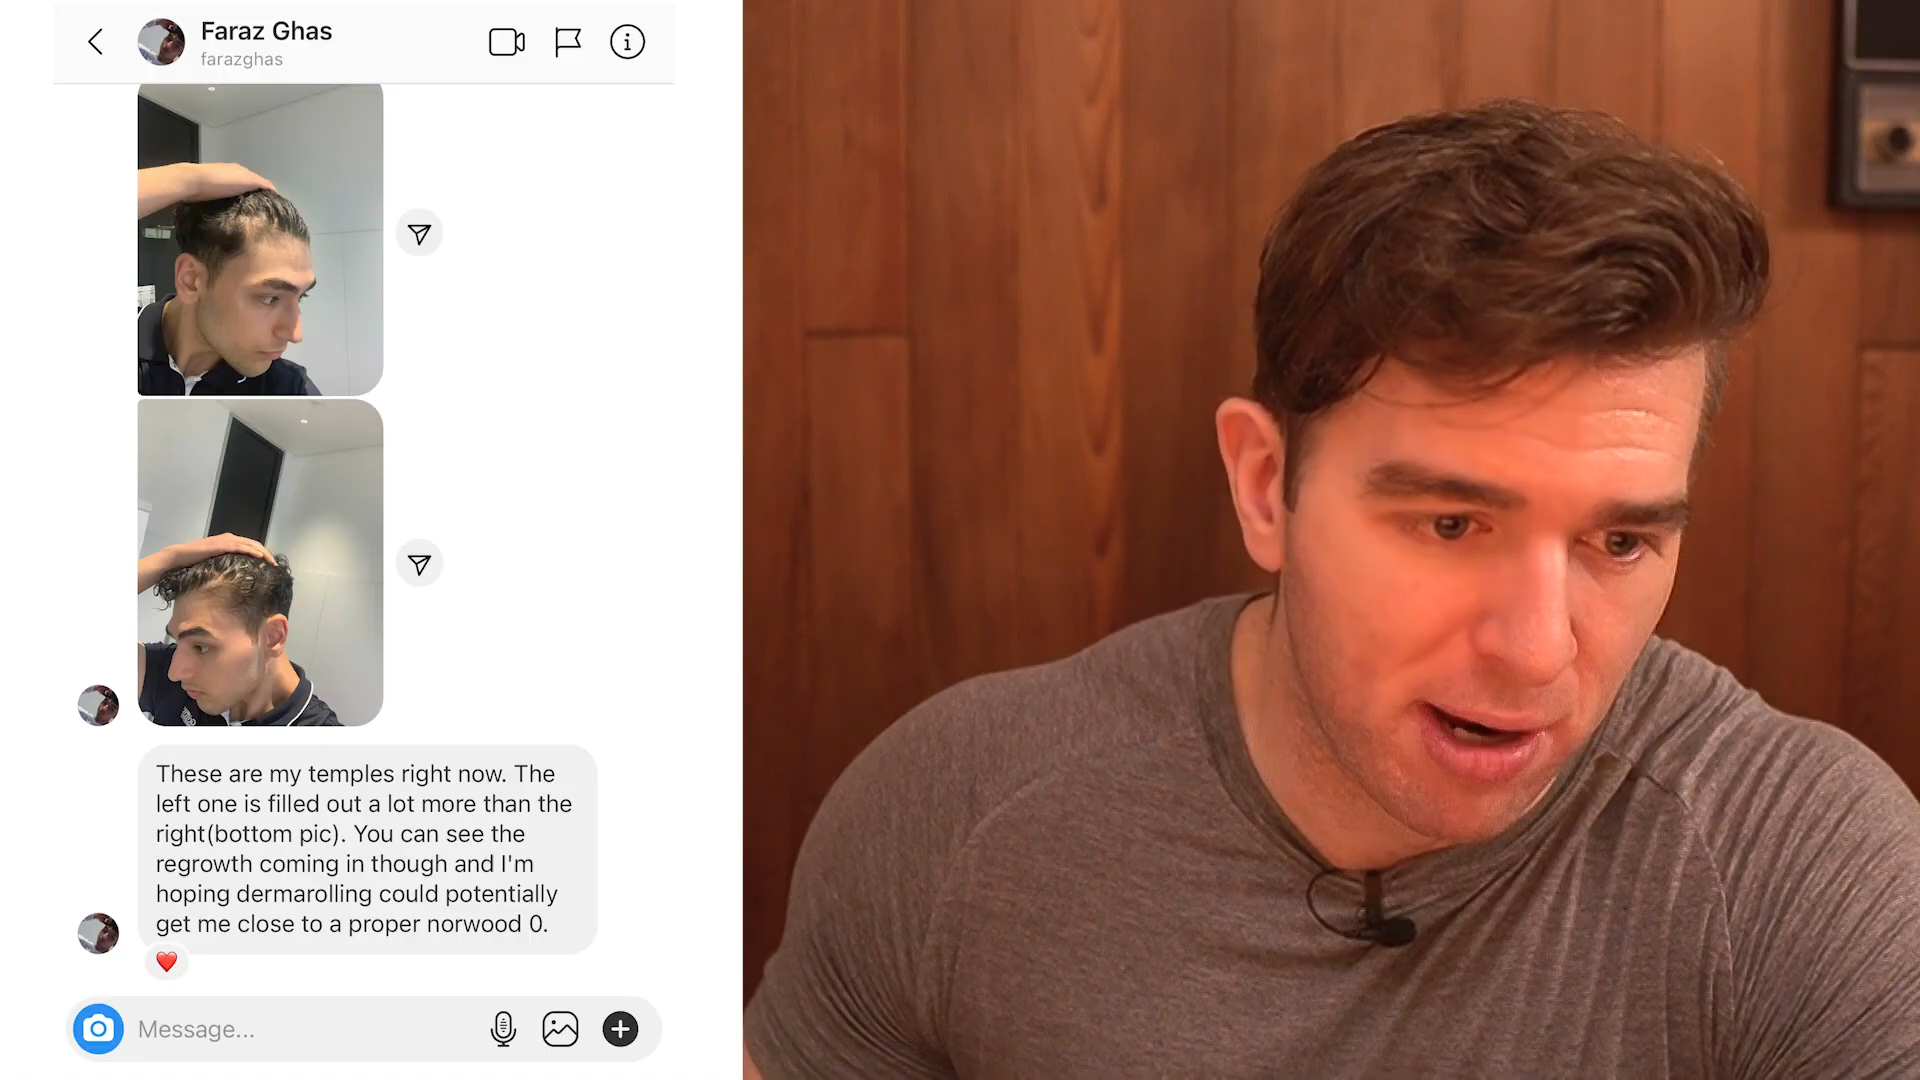 Faraz Ghas
farazghas
These are my temples right now. The
left one is filled out a lot more than the
right(bottom pic). You can see the
regrowth coming in though and I'm
hoping dermarolling could potentially
get me close to a proper norwood 0.
Message...